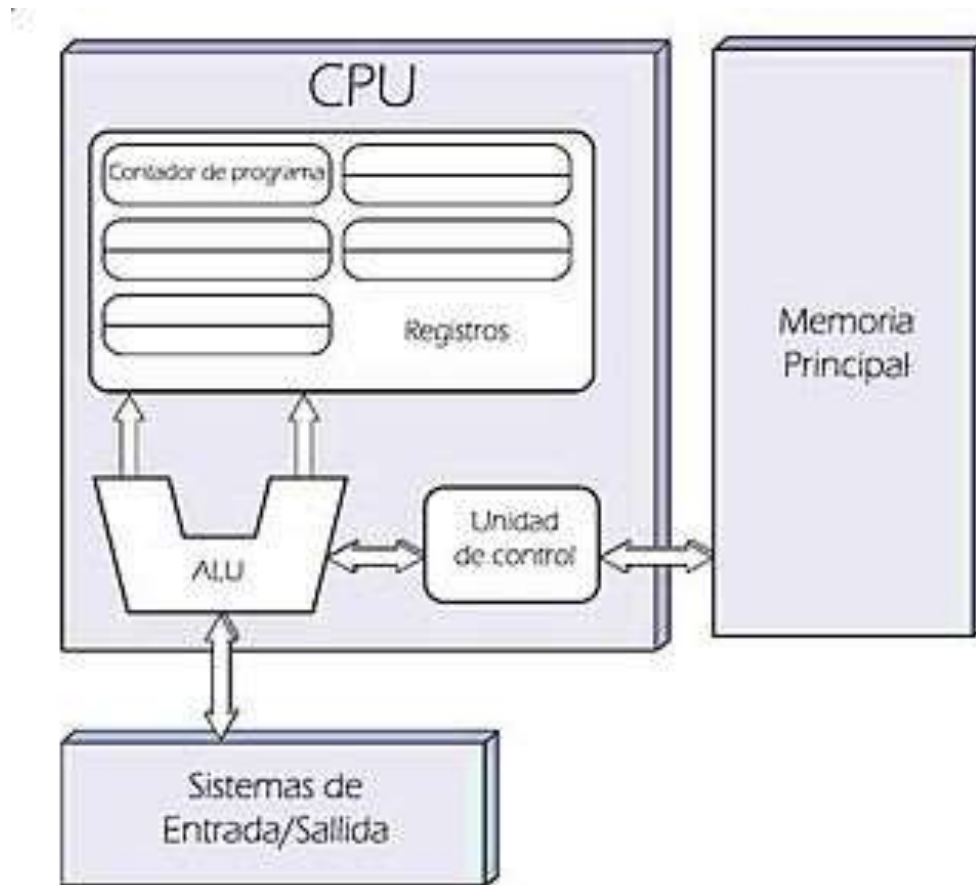 CPU
Contador de programa
Registros
Memoria
Principal
ALU
Unidad
de control
Sistemas de
Entrada/Sallida